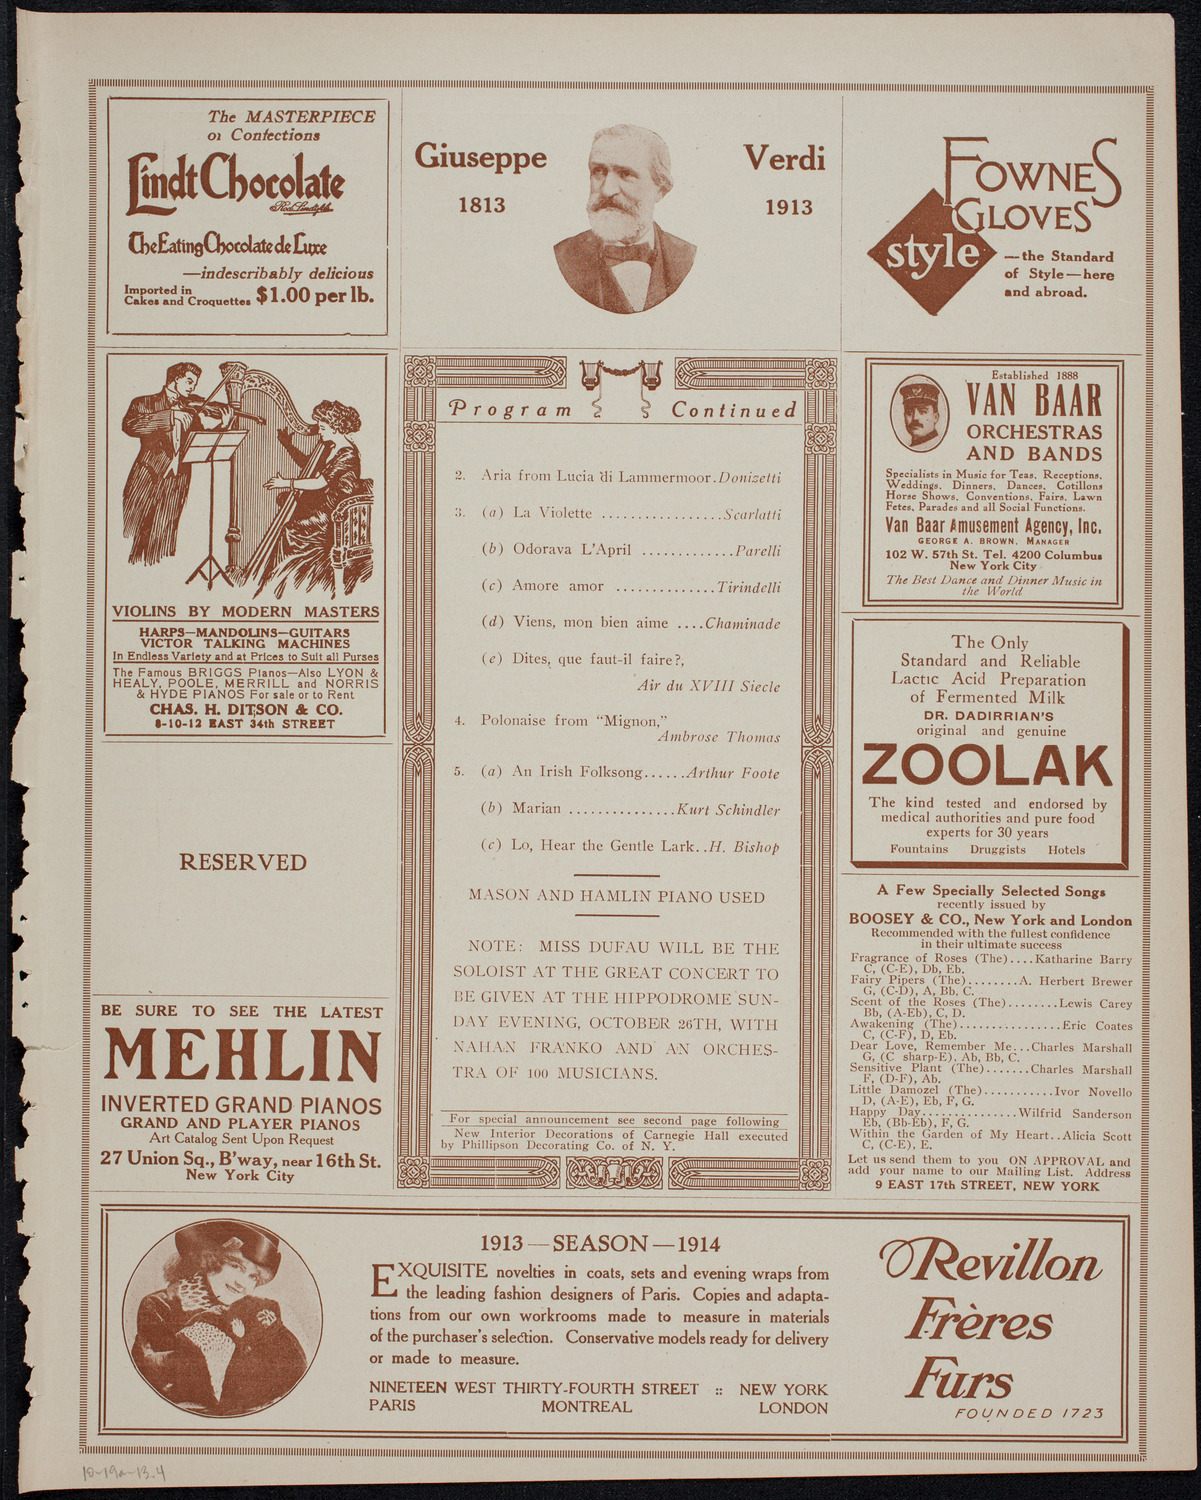 The MASTERPIECE
of Confections
Lindt Chocolate
Rod. Lindt fils
The Eating Chocolate de Luxe
—indescribably delicious
Imported in
Cakes and Croquettes $1.00 per lb.
Giuseppe Verdi
1813 1913
FOWNES
GLOVES
style
—the Standard
of Style—here
and abroad.
VIOLINS BY MODERN MASTERS
HARPS—MANDOLINS—GUITARS
VICTOR TALKING MACHINES
In Endless Variety and at Prices to Suit all Purses
The Famous BRIGGS Pianos—Also LYON &
HEALY, POOLE, MERRILL and NORRIS
& HYDE PIANOS For sale or to Rent
CHAS. H. DITSON & CO.
8-10-12 EAST 34th STREET
RESERVED
BE SURE TO SEE THE LATEST
MEHLIN
INVERTED GRAND PIANOS
GRAND AND PLAYER PIANOS
Art Catalog Sent Upon Request
27 Union Sq., B'way, near 16th St.
New York City
Program Continued
2. Aria from Lucia di Lammermoor. Donizetti
3. (a) La Violette .................Scarlatti
(b) Odorava L'April .............Parelli
(c) Amore amor ..............Tirindelli
(d) Viens, mon bien aime ....Chaminade
(e) Dites, que faut-il faire?,
Air du XVIII Siecle
4. Polonaise from "Mignon,"
Ambrose Thomas
5. (a) An Irish Folksong......Arthur Foote
(b) Marian ...............Kurt Schindler
(c) Lo, Hear the Gentle Lark..H. Bishop
MASON AND HAMLIN PIANO USED
NOTE: MISS DUFAU WILL BE THE
SOLOIST AT THE GREAT CONCERT TO
BE GIVEN AT THE HIPPODROME SUN-
DAY EVENING, OCTOBER 26TH, WITH
NAHAN FRANKO AND AN ORCHES-
TRA OF 100 MUSICIANS.
For special announcement see second page following
New Interior Decorations of Carnegie Hall executed
by Phillipson Decorating Co. of N. Y.
Established 1888
VAN BAAR
ORCHESTRAS
AND BANDS
Specialists in Music for Teas, Receptions,
Weddings, Dinners, Dances, Cotillons
Horse Shows, Conventions, Fairs, Lawn
Fetes, Parades and all Social Functions.
Van Baar Amusement Agency, Inc.
GEORGE A. BROWN, MANAGER
102 W. 57th St. Tel. 4200 Columbus
New York City
The Best Dance and Dinner Music in
the World
The Only
Standard and Reliable
Lactic Acid Preparation
of Fermented Milk
DR. DADIRRIAN'S
original and genuine
ZOOLAK
The kind tested and endorsed by
medical authorities and pure food
experts for 30 years
Fountains Druggists Hotels
A Few Specially Selected Songs
recently issued by
BOOSEY & CO., New York and London
Recommended with the fullest confidence
in their ultimate success
Fragrance of Roses (The)....Katharine Barry
C, (C-E), Db, Eb.
Fairy Pipers (The)........A. Herbert Brewer
G, (C-D), A, Bb, C.
Scent of the Roses (The)........Lewis Carey
Bb, (A-Eb), C, D.
Awakening (The)................Eric Coates
C, (C-F), D, Eb.
Dear Love, Remember Me...Charles Marshall
G, (C sharp-E), Ab, Bb, C.
Sensitive Plant (The).......Charles Marshall
F, (D-F), Ab.
Little Damozel (The)...........Ivor Novello
D, (A-E), Eb, F, G.
Happy Day...............Wilfrid Sanderson
Eb, (Bb-Eb), F, G.
Within the Garden of My Heart..Alicia Scott
C, (C-E), E.
Let us send them to you ON APPROVAL and
add your name to our Mailing List. Address
9 EAST 17th STREET, NEW YORK
1913—SEASON—1914
EXQUISITE novelties in coats, sets and evening wraps from
the leading fashion designers of Paris. Copies and adapta-
tions from our own workrooms made to measure in materials
of the purchaser's selection. Conservative models ready for delivery
or made to measure.
NINETEEN WEST THIRTY-FOURTH STREET :: NEW YORK
PARIS MONTREAL LONDON
Revillon
Frères
Furs
FOUNDED 1723
10-19a-13.4